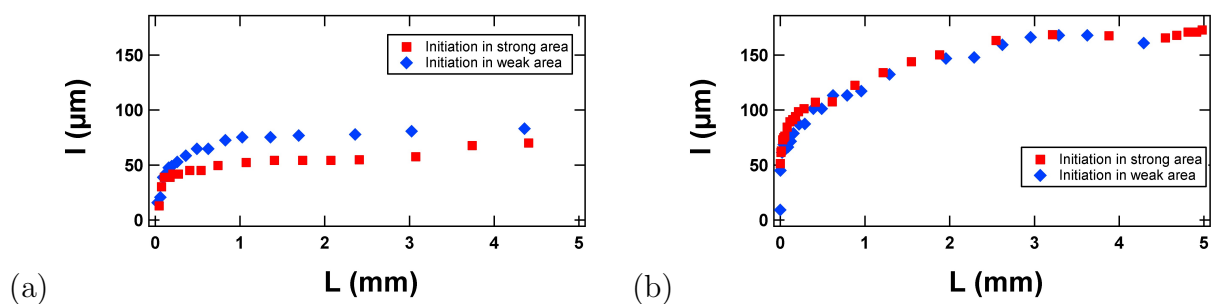 150
100
50
0
l (µm)
Initiation in strong area
Initiation in weak area
0 1 2 3 4 5
L (mm)
(a)
150
100
50
0
l (µm)
Initiation in strong area
Initiation in weak area
0 1 2 3 4 5
L (mm)
(b)